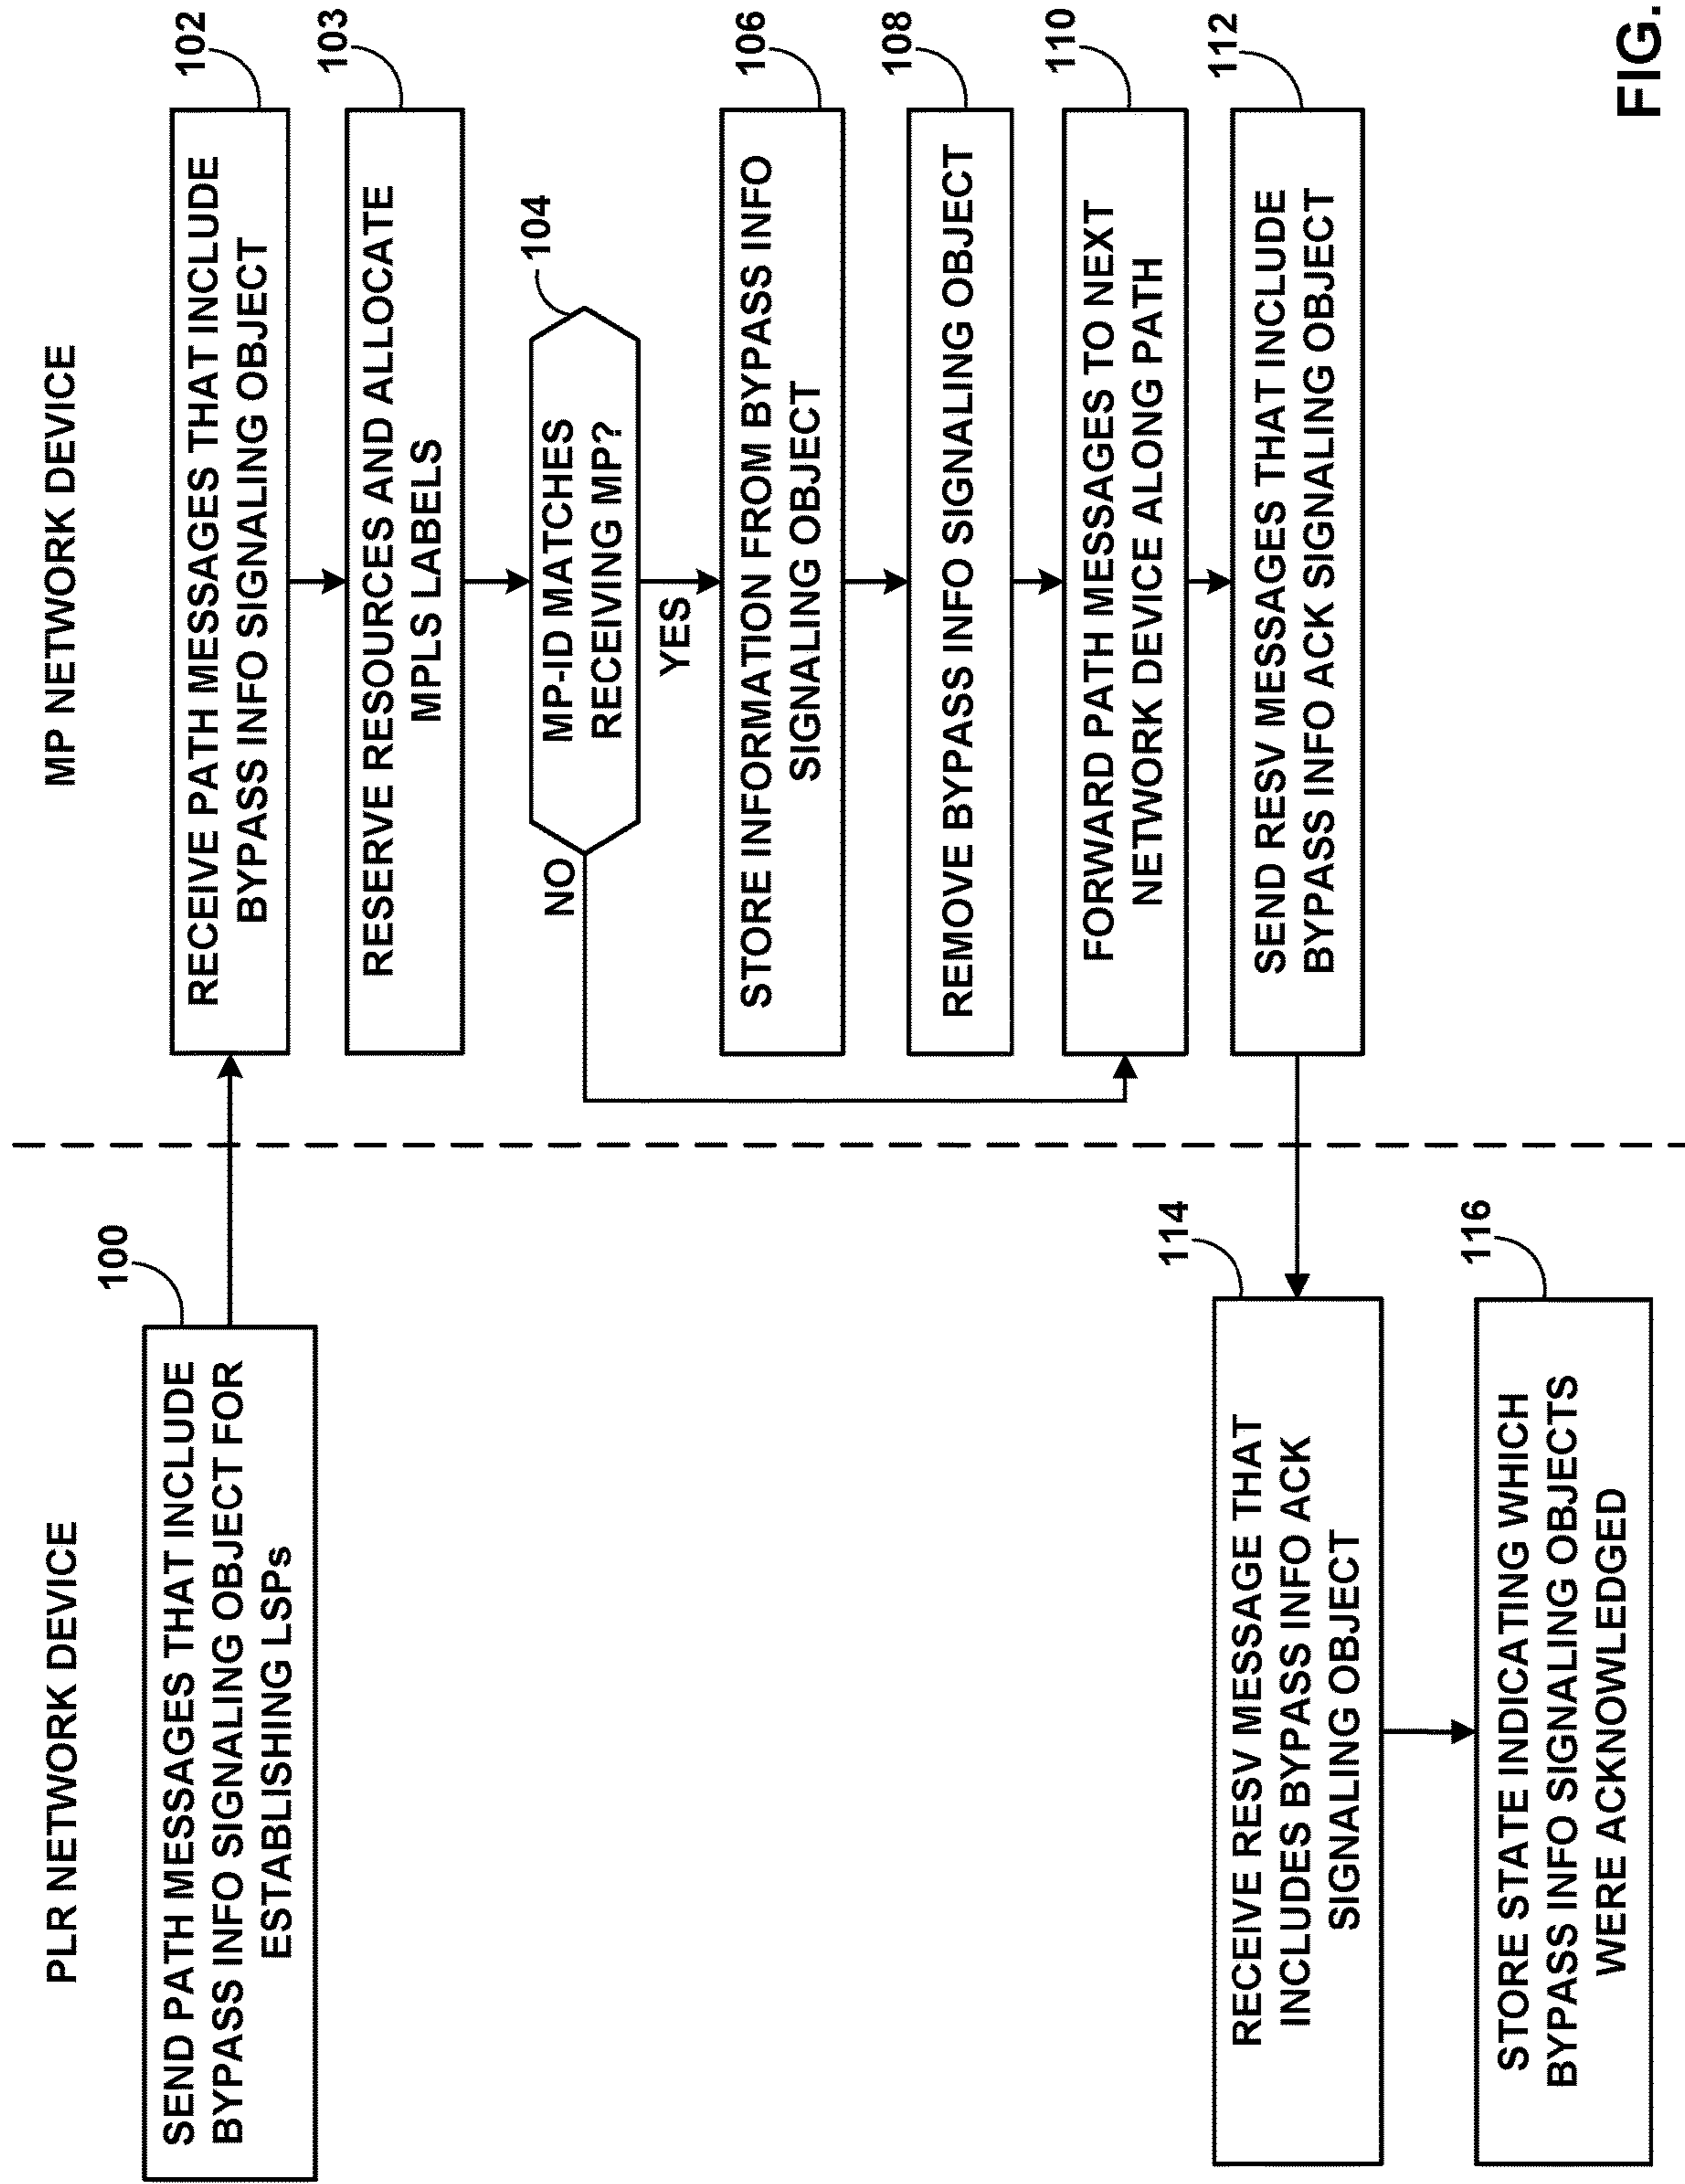 PLR NETWORK DEVICE
MP NETWORK DEVICE
100
SEND PATH MESSAGES THAT INCLUDE
BYPASS INFO SIGNALING OBJECT FOR
ESTABLISHING LSPs
102
RECEIVE PATH MESSAGES THAT INCLUDE
BYPASS INFO SIGNALING OBJECT
103
RESERVE RESOURCES AND ALLOCATE
MPLS LABELS
104
MP-ID MATCHES
RECEIVING MP?
NO
YES
106
STORE INFORMATION FROM BYPASS INFO
SIGNALING OBJECT
108
REMOVE BYPASS INFO SIGNALING OBJECT
110
FORWARD PATH MESSAGES TO NEXT
NETWORK DEVICE ALONG PATH
112
SEND RESV MESSAGES THAT INCLUDE
BYPASS INFO ACK SIGNALING OBJECT
114
RECEIVE RESV MESSAGE THAT
INCLUDES BYPASS INFO ACK
SIGNALING OBJECT
116
STORE STATE INDICATING WHICH
BYPASS INFO SIGNALING OBJECTS
WERE ACKNOWLEDGED
FIG.